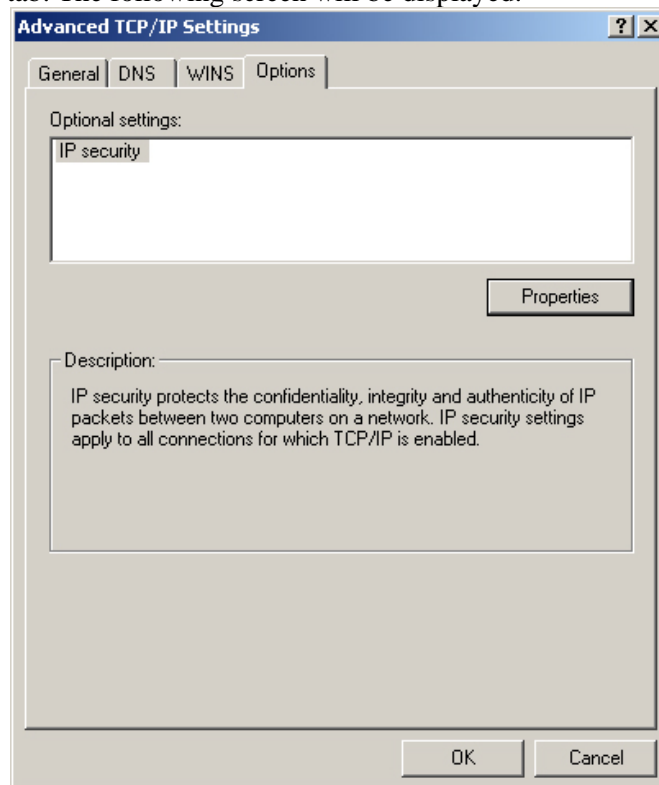 tab. The following screen will be displayed.
Advanced TCP/IP Settings
General DNS WINS Options
Optional settings:
IP security
Properties
Description:
IP security protects the confidentiality, integrity and authenticity of IP
packets between two computers on a network. IP security settings
apply to all connections for which TCP/IP is enabled.
OK Cancel